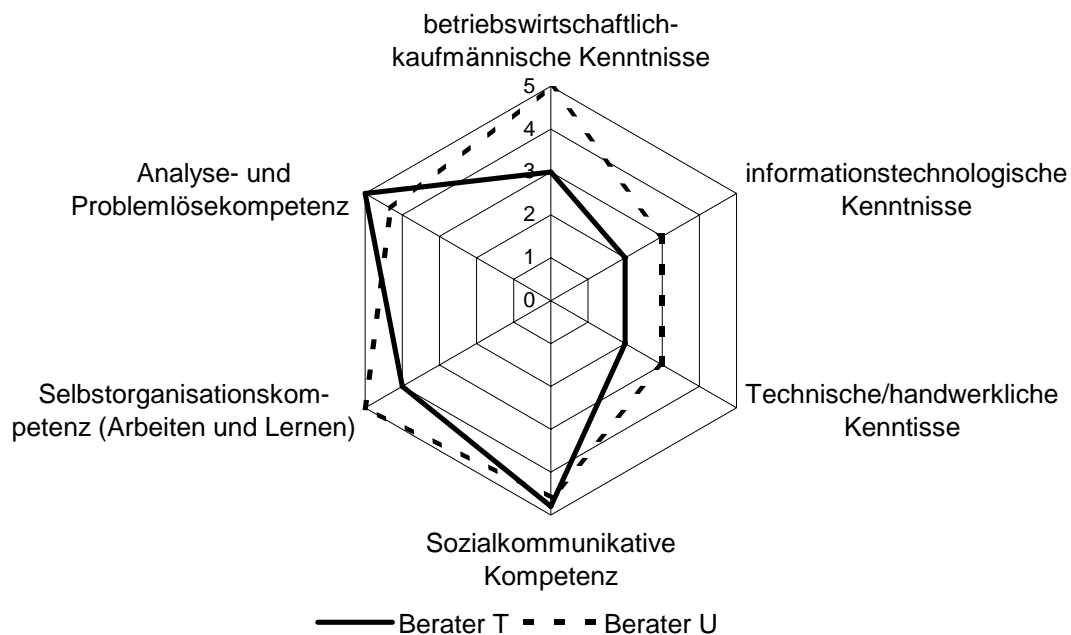 betriebswirtschaftlich-
kaufmännische Kenntnisse
5
4
3
2
1
0
informationstechnologische
Kenntnisse
Technische/handwerkliche
Kenntisse
Sozialkommunikative
Kompetenz
Selbstorganisationskom-
petenz (Arbeiten und Lernen)
Analyse- und
Problemlösekompetenz
Berater T
Berater U